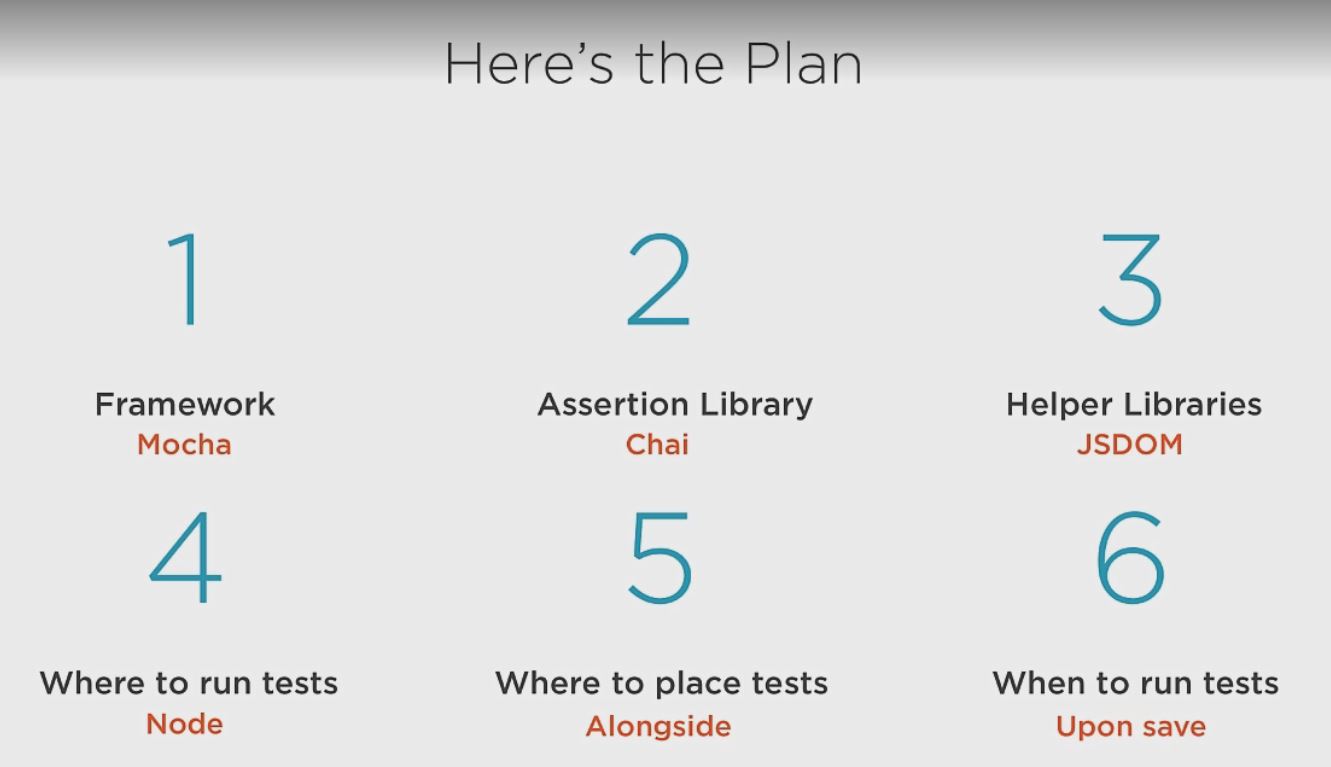 Here’s the Plan
1
2
3
Framework
Assertion Library
Helper Libraries
Mocha
Chai
JSDOM
4
5
6
Where to run tests
Where to place tests
When to run tests
Node
Alongside
Upon save